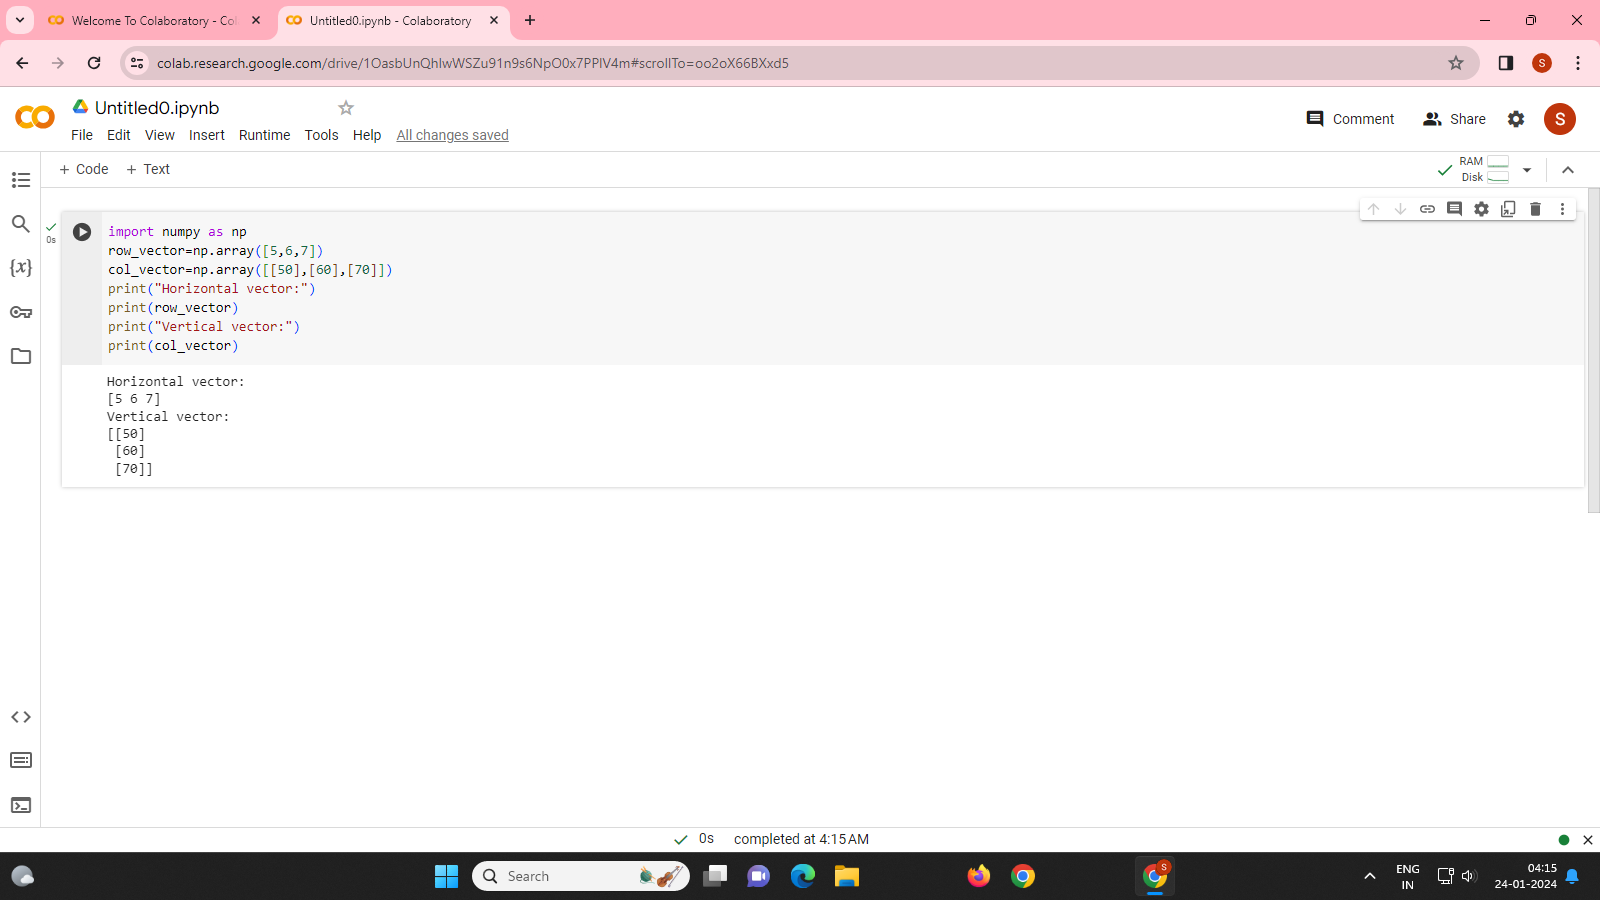 Welcome To Colaboratory - Co
Untitled0.ipynb - Colaboratory
colab.research.google.com/drive/1OasbUnQhIwWSZu91n9s6NpO0x7PPIV4m#scrollTo=oo2oX66BXxd5
S
Untitled0.ipynb
File Edit View Insert Runtime Tools Help All changes saved
Comment Share S
+ Code + Text
RAM
Disk
{x}
0s
import numpy as np
row_vector=np.array([5,6,7])
col_vector=np.array([[50],[60],[70]])
print("Horizontal vector:")
print(row_vector)
print("Vertical vector:")
print(col_vector)
Horizontal vector:
[5 6 7]
Vertical vector:
[[50]
 [60]
 [70]]
0s completed at 4:15 AM
Search
S
ENG
IN
04:15
24-01-2024